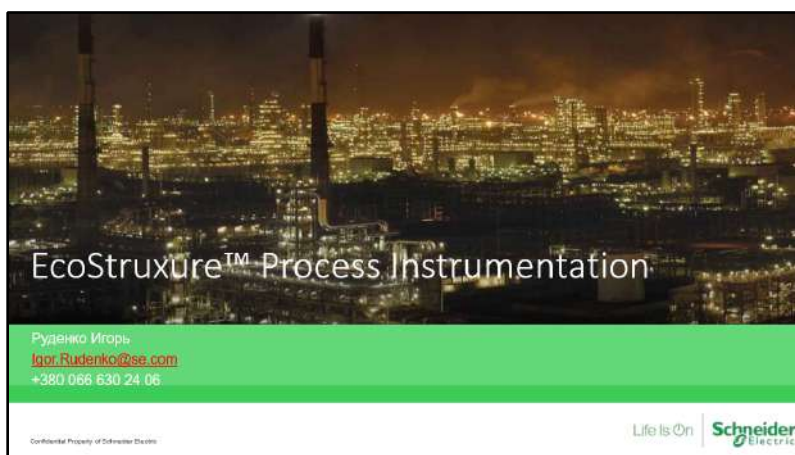 EcoStruxure™ Process Instrumentation
Руденко Игорь
Igor.Rudenko@se.com
+380 066 630 24 06
Confidential Property of Schneider Electric
Life Is On
Schneider
Electric